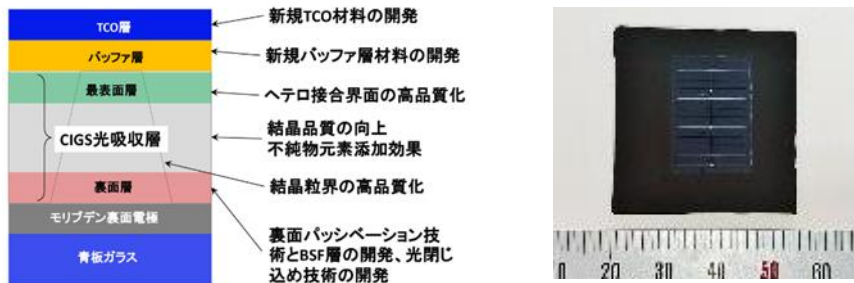 TCO層
バッファ層
最表面層
CIGS光吸収層
裏面層
モリブデン裏面電極
青板ガラス
新規TCO材料の開発
新規バッファ層材料の開発
ヘテロ接合界面の高品質化
結晶品質の向上
不純物元素添加効果
結晶粒界の高品質化
裏面パッシベーション技
術とBSF層の開発、光閉じ
込め技術の開発
0 20 30 40 50 60